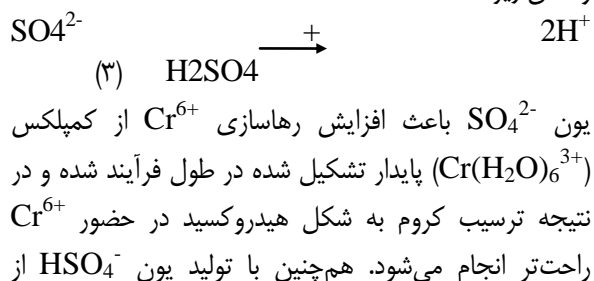 SO4²⁻ + 2H⁺
(۳) H2SO4 ⟶
یون SO₄²⁻ باعث افزایش رهاسازی Cr⁶⁺ از کمپلکس
(Cr(H₂O)₆³⁺) پایدار تشکیل شده در طول فرآیند شده و در
نتیجه ترسیب کروم به شکل هیدروکسید در حضور Cr⁶⁺
راحت‌تر انجام می‌شود. هم‌چنین با تولید یون HSO₄⁻ از